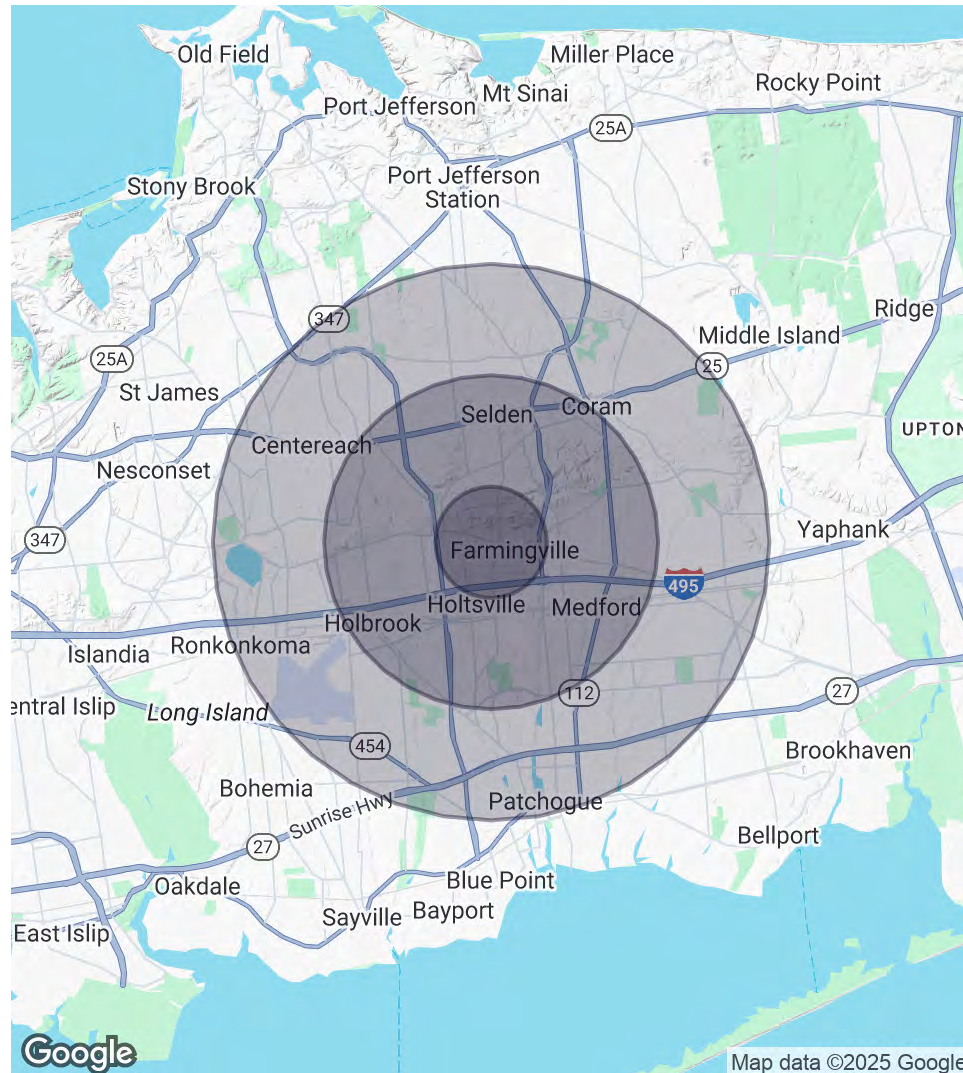 Old Field
Miller Place
Rocky Point
Mt Sinai
Port Jefferson
25A
Stony Brook
Port Jefferson
Station
Ridge
347
Middle Island
25A
25
St James
Coram
Selden
UPTON
Centereach
Nesconset
Yaphank
347
Farmingville
495
Holtsville
Medford
Holbrook
Ronkonkoma
Islandia
27
112
entral Islip
Long Island
454
Brookhaven
Bohemia
Patchogue
Sunrise Hwy
Bellport
27
Blue Point
Oakdale
Bayport
Sayville
East Islip
Google
Map data ©2025 Google